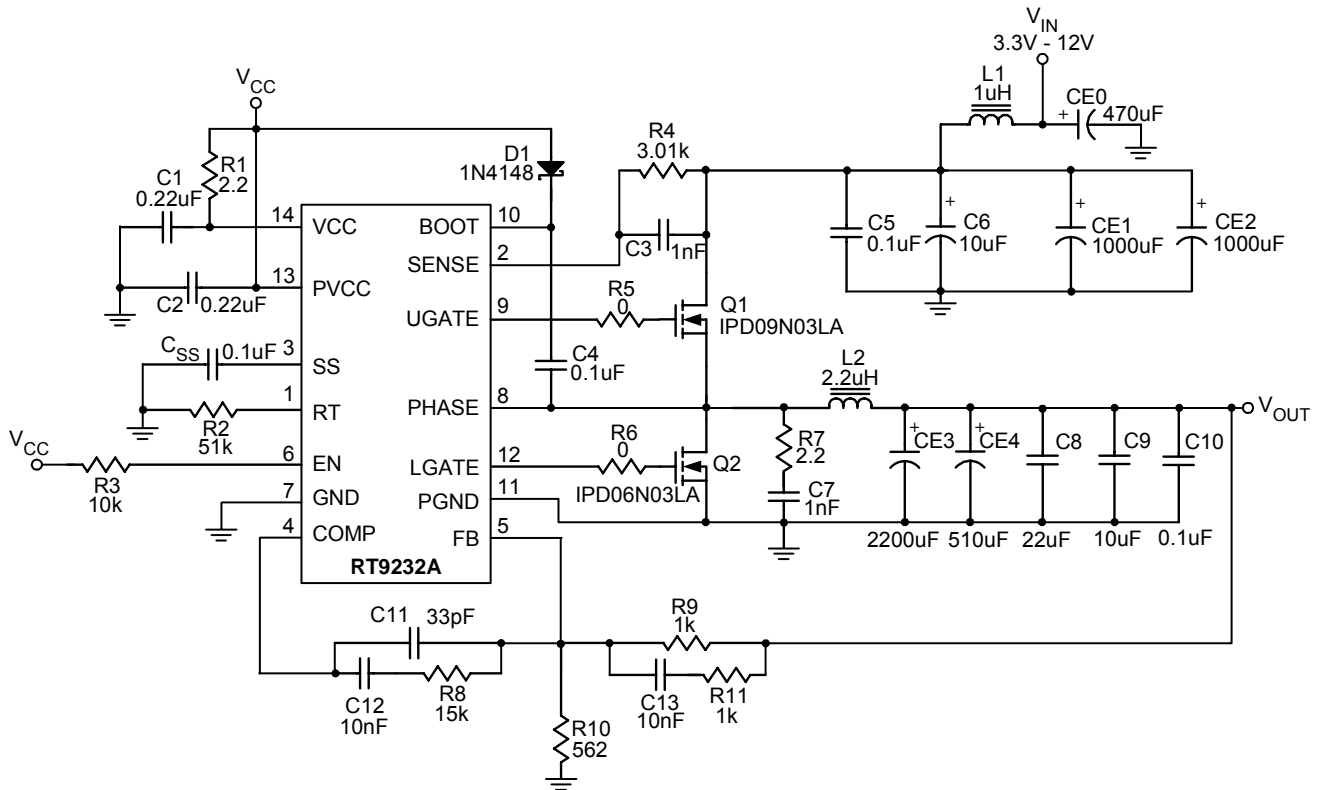 V_IN
3.3V - 12V
V_CC
L1
1uH
CE0
470uF
+
R1
2.2
D1
1N4148
R4
3.01k
C1
0.22uF
14
VCC
BOOT
10
C3
1nF
C5
0.1uF
+
C6
10uF
+
CE1
1000uF
+
CE2
1000uF
SENSE
2
C2
0.22uF
13
PVCC
R5
0
Q1
IPD09N03LA
UGATE
9
C_SS
0.1uF
3
SS
C4
0.1uF
L2
2.2uH
R2
51k
1
RT
PHASE
8
V_OUT
V_CC
R3
10k
6
EN
LGATE
12
R6
0
Q2
IPD06N03LA
R7
2.2
C7
1nF
+
CE3
2200uF
+
CE4
510uF
C8
22uF
C9
10uF
C10
0.1uF
7
GND
PGND
11
4
COMP
FB
5
RT9232A
C11
33pF
R9
1k
C12
10nF
R8
15k
C13
10nF
R11
1k
R10
562